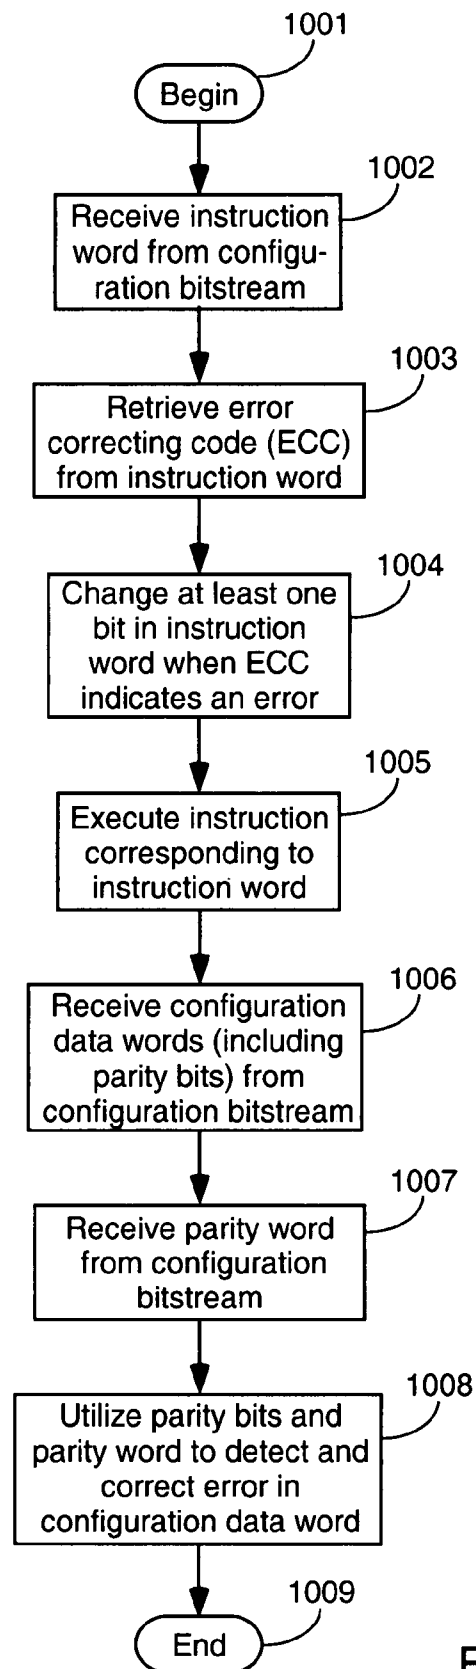 1001
Begin
1002
Receive instruction
word from configu-
ration bitstream
1003
Retrieve error
correcting code (ECC)
from instruction word
1004
Change at least one
bit in instruction
word when ECC
indicates an error
1005
Execute instruction
corresponding to
instruction word
1006
Receive configuration
data words (including
parity bits) from
configuration bitstream
1007
Receive parity word
from configuration
bitstream
1008
Utilize parity bits and
parity word to detect and
correct error in
configuration data word
1009
End